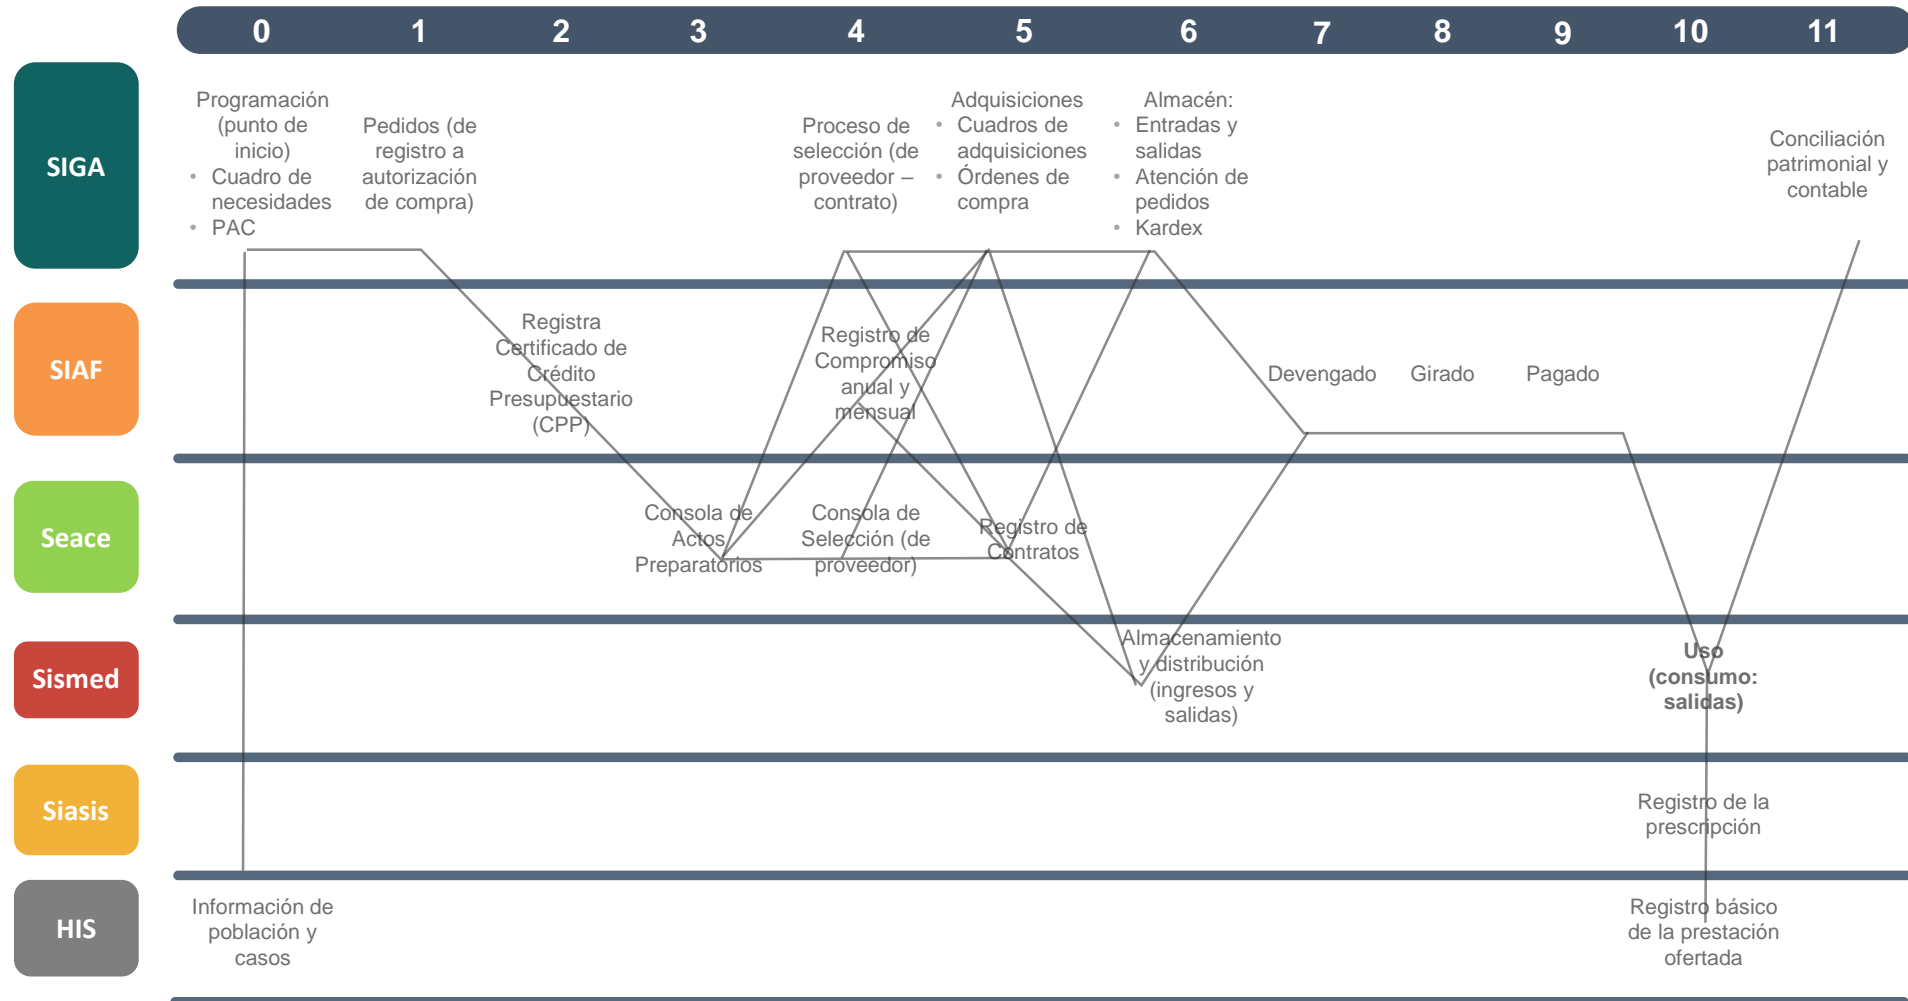 0 1 2 3 4 5 6 7 8 9 10 11
SIGA
Programación
(punto de
inicio)
• Cuadro de
necesidades
• PAC
Pedidos (de
registro a
autorización
de compra)
Proceso de
selección (de
proveedor –
contrato)
Adquisiciones
• Cuadros de
adquisiciones
• Órdenes de
compra
Almacén:
• Entradas y
salidas
• Atención de
pedidos
• Kardex
Conciliación
patrimonial y
contable
SIAF
Registra
Certificado de
Crédito
Presupuestario
(CPP)
Registro de
Compromiso
anual y
mensual
Devengado
Girado
Pagado
Seace
Consola de
Actos
Preparatorios
Consola de
Selección (de
proveedor)
Registro de
Contratos
Sismed
Almacenamiento
y distribución
(ingresos y
salidas)
Uso
(consumo:
salidas)
Siasis
Registro de la
prescripción
HIS
Información de
población y
casos
Registro básico
de la prestación
ofertada